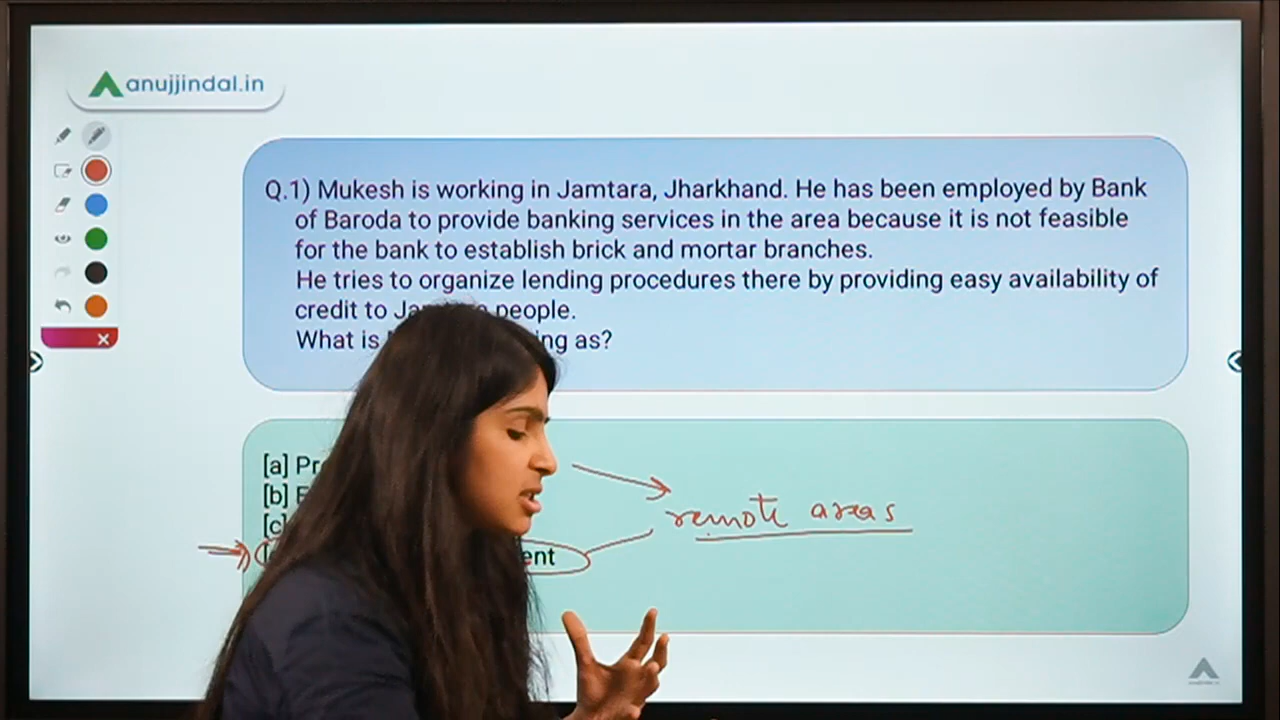 anujjindal.in
Q.1) Mukesh is working in Jamtara, Jharkhand. He has been employed by Bank
of Baroda to provide banking services in the area because it is not feasible
for the bank to establish brick and mortar branches.
He tries to organize lending procedures there by providing easy availability of
credit to people.
What is as?
[a]
[b]
[c]
remote areas